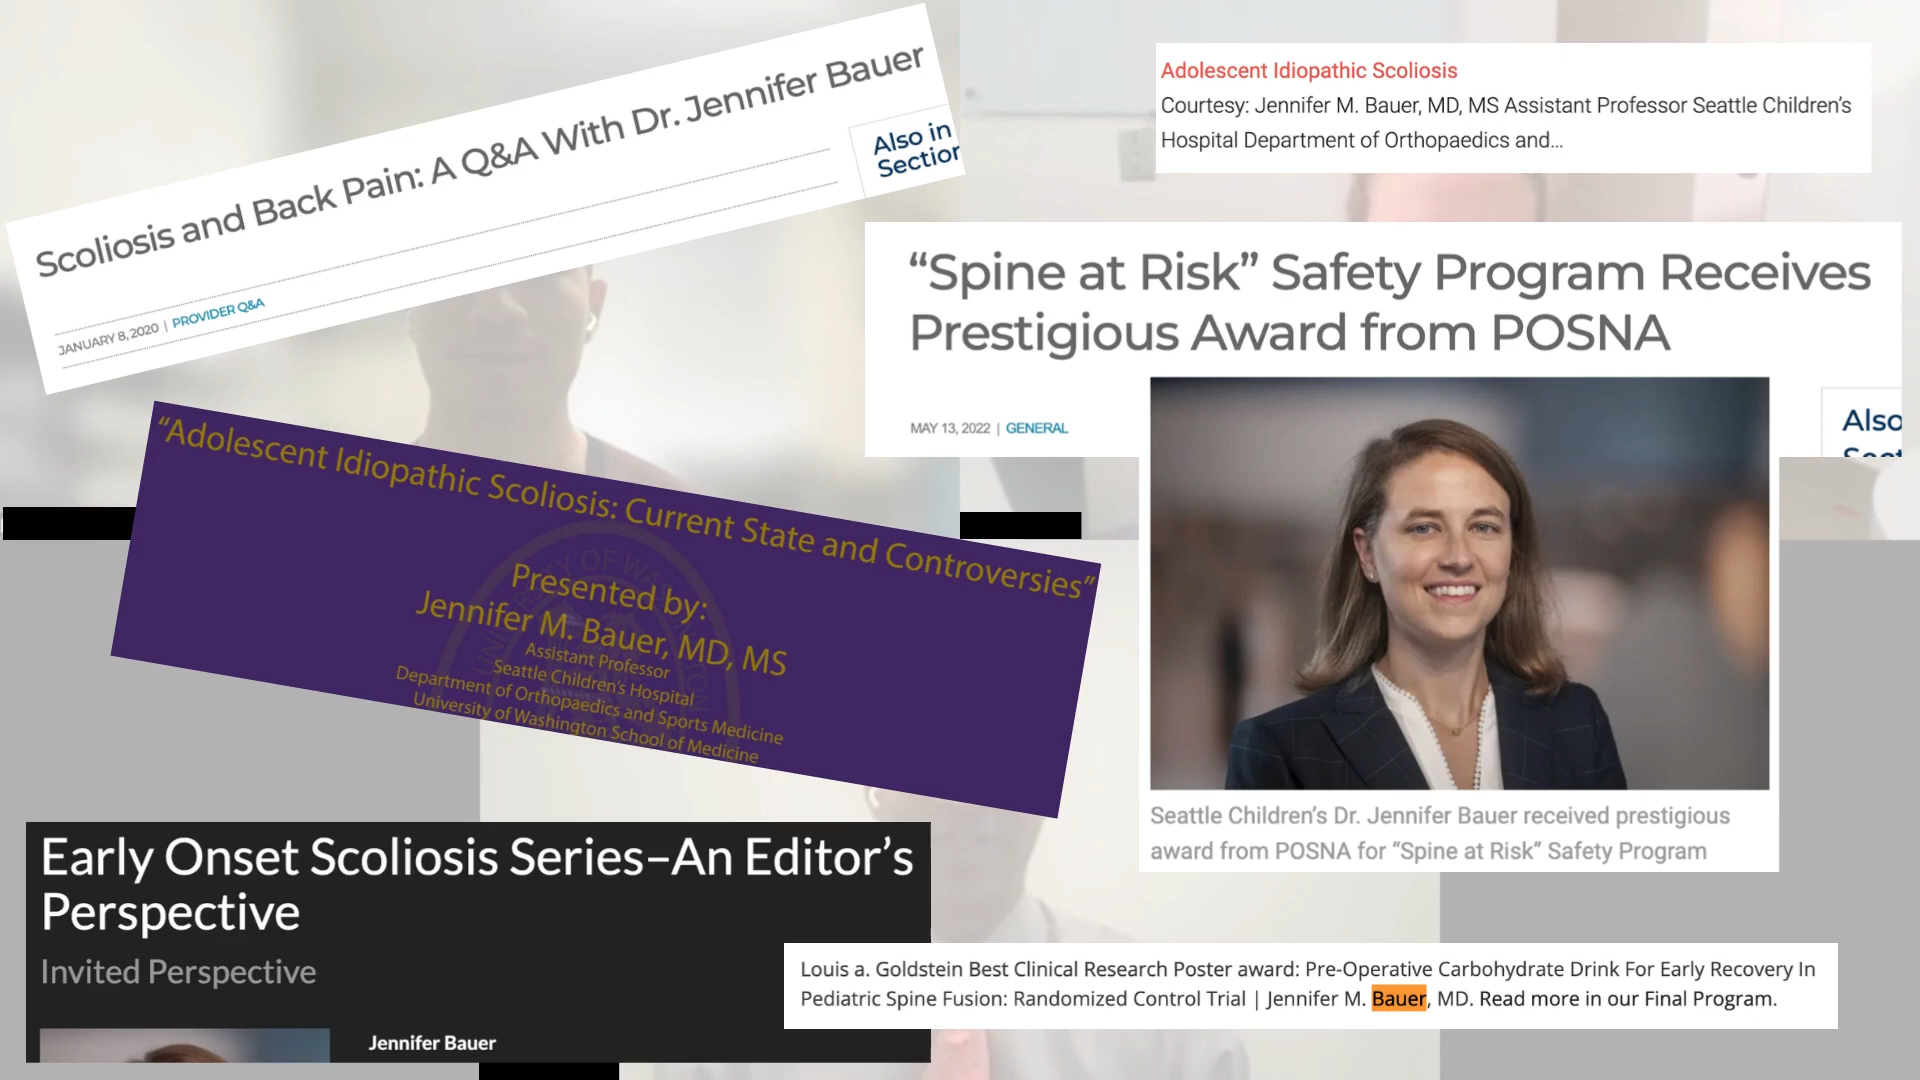 Scoliosis and Back Pain: A Q&A With Dr. Jennifer Bauer
JANUARY 8, 2020 | PROVIDER Q&A
Also in
Section
Adolescent Idiopathic Scoliosis
Courtesy: Jennifer M. Bauer, MD, MS Assistant Professor Seattle Children’s
Hospital Department of Orthopaedics and...
“Spine at Risk” Safety Program Receives
Prestigious Award from POSNA
MAY 13, 2022 | GENERAL
Also
Seattle Children’s Dr. Jennifer Bauer received prestigious
award from POSNA for “Spine at Risk” Safety Program
“Adolescent Idiopathic Scoliosis: Current State and Controversies”
Presented by:
Jennifer M. Bauer, MD, MS
Assistant Professor
Seattle Children’s Hospital
Department of Orthopaedics and Sports Medicine
University of Washington School of Medicine
Early Onset Scoliosis Series–An Editor’s
Perspective
Invited Perspective
Jennifer Bauer
Louis a. Goldstein Best Clinical Research Poster award: Pre-Operative Carbohydrate Drink For Early Recovery In
Pediatric Spine Fusion: Randomized Control Trial | Jennifer M. Bauer, MD. Read more in our Final Program.